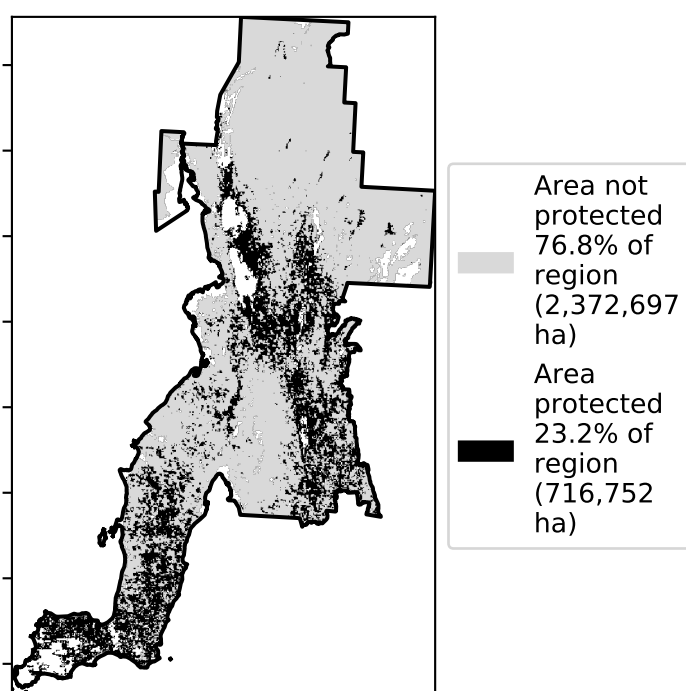 Area not
protected
76.8% of
region
(2,372,697
ha)
Area
protected
23.2% of
region
(716,752
ha)